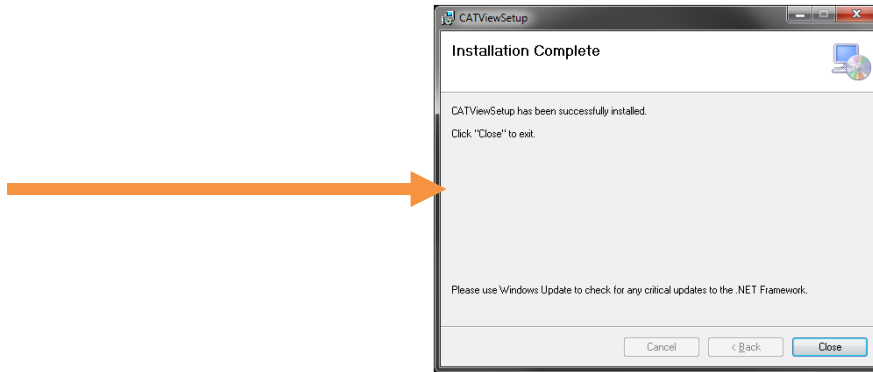 CATViewSetup
Installation Complete
CATViewSetup has been successfully installed.
Click "Close" to exit.
Please use Windows Update to check for any critical updates to the .NET Framework.
Cancel < Back Close